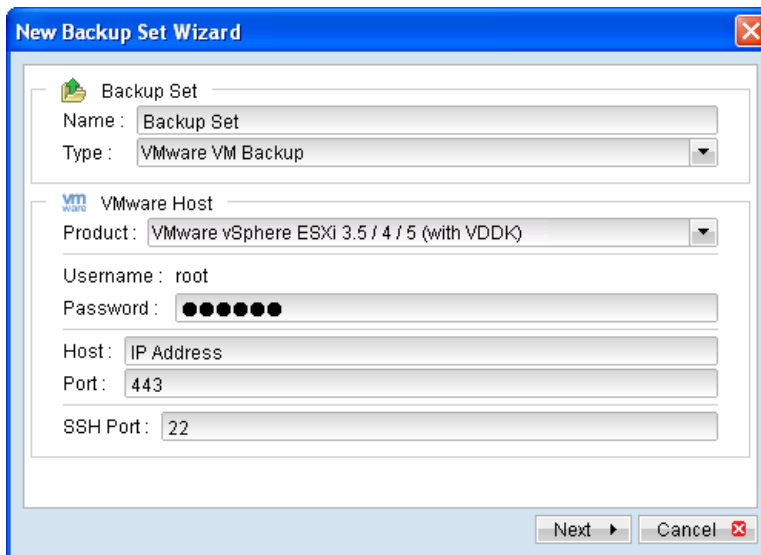 New Backup Set Wizard
Backup Set
Name : Backup Set
Type : VMware VM Backup
vm ware VMware Host
Product : VMware vSphere ESXi 3.5 / 4 / 5 (with VDDK)
Username : root
Password : ●●●●●●
Host : IP Address
Port : 443
SSH Port : 22
Next Cancel